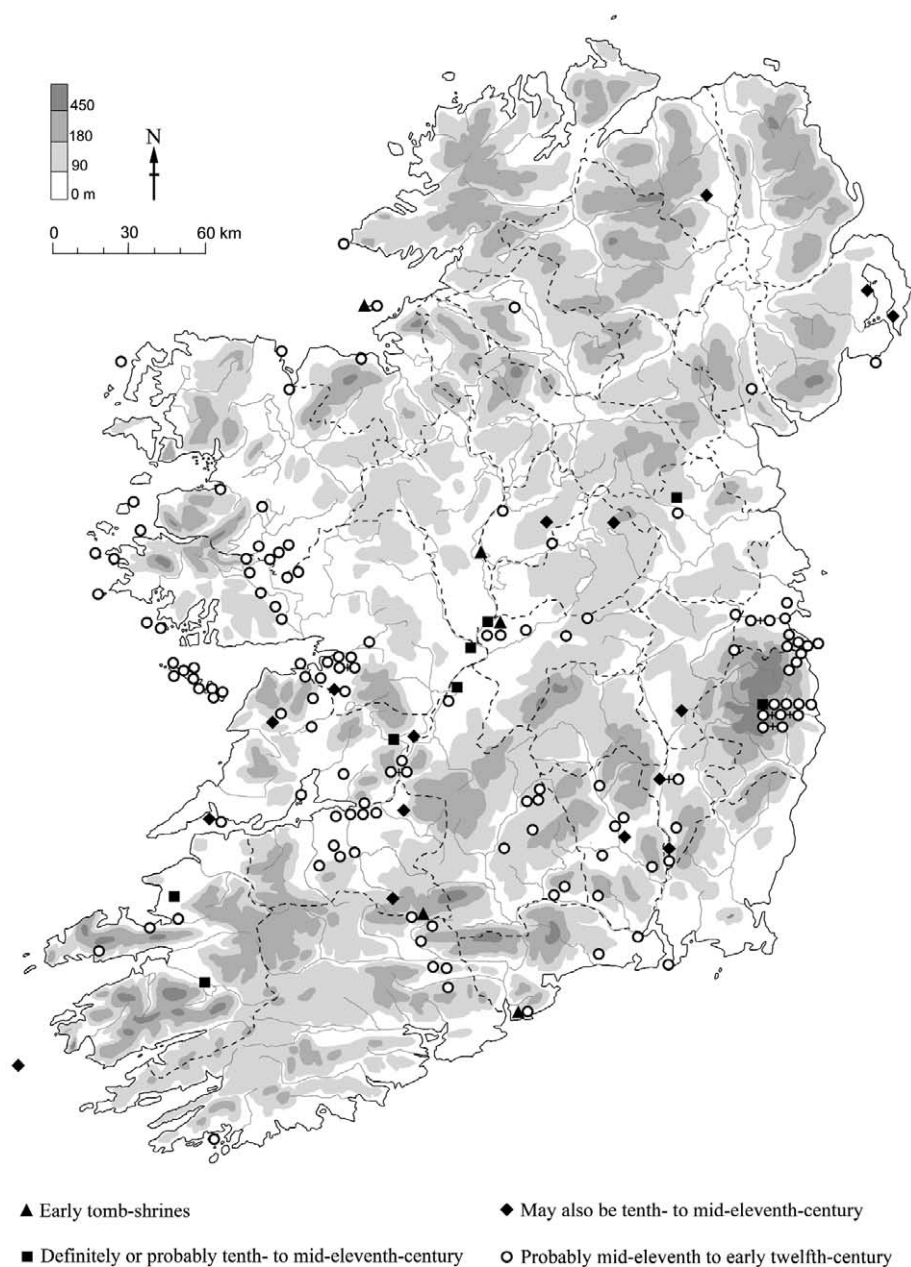 450
180
90
0 m
N
0 30 60 km
Early tomb-shrines
May also be tenth- to mid-eleventh-century
Definitely or probably tenth- to mid-eleventh-century
Probably mid-eleventh to early twelfth-century